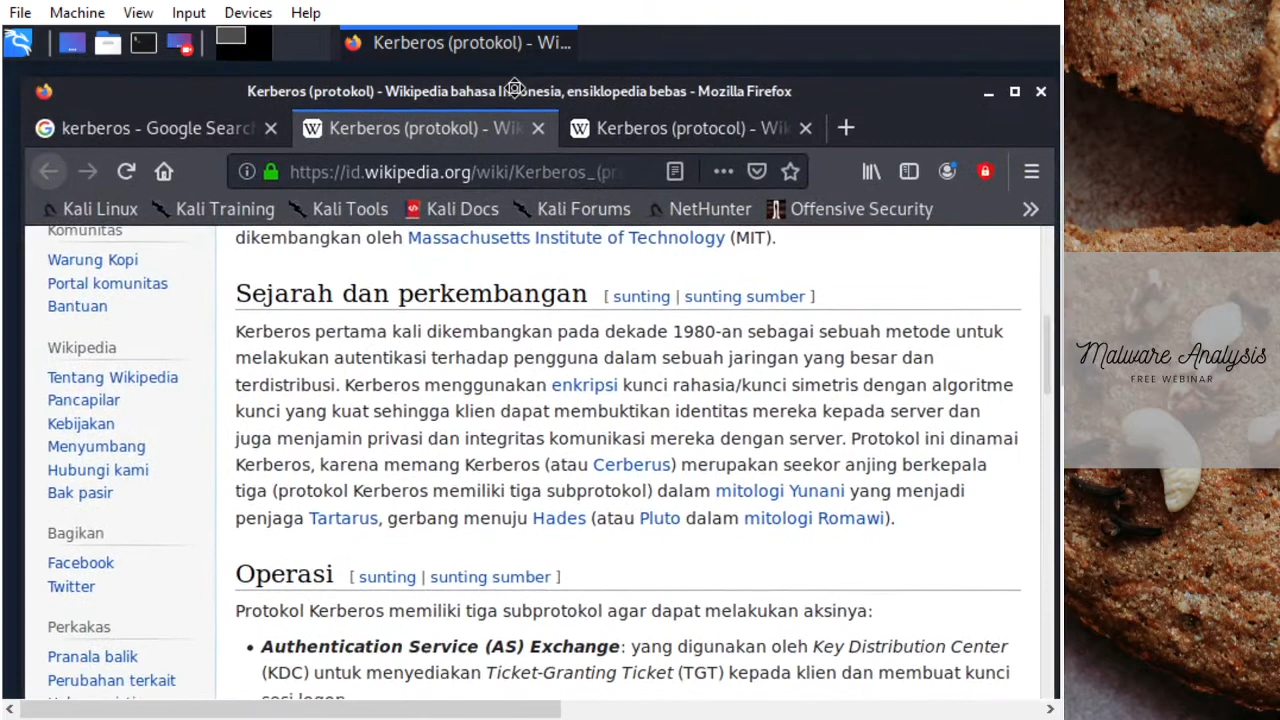 File Machine View Input Devices Help
Kerberos (protokol) - Wi...
Kerberos (protokol) - Wikipedia bahasa Indonesia, ensiklopedia bebas - Mozilla Firefox
kerberos - Google Searc
Kerberos (protokol) - Wik
Kerberos (protocol) - Wik
https://id.wikipedia.org/wiki/Kerberos_(pr
Kali Linux Kali Training Kali Tools Kali Docs Kali Forums NetHunter Offensive Security
Komunitas
Warung Kopi
Portal komunitas
Bantuan
Wikipedia
Tentang Wikipedia
Pancapilar
Kebijakan
Menyumbang
Hubungi kami
Bak pasir
Bagikan
Facebook
Twitter
Perkakas
Pranala balik
Perubahan terkait
dikembangkan oleh Massachusetts Institute of Technology (MIT).
Sejarah dan perkembangan [ sunting | sunting sumber ]
Kerberos pertama kali dikembangkan pada dekade 1980-an sebagai sebuah metode untuk
melakukan autentikasi terhadap pengguna dalam sebuah jaringan yang besar dan
terdistribusi. Kerberos menggunakan enkripsi kunci rahasia/kunci simetris dengan algoritme
kunci yang kuat sehingga klien dapat membuktikan identitas mereka kepada server dan
juga menjamin privasi dan integritas komunikasi mereka dengan server. Protokol ini dinamai
Kerberos, karena memang Kerberos (atau Cerberus) merupakan seekor anjing berkepala
tiga (protokol Kerberos memiliki tiga subprotokol) dalam mitologi Yunani yang menjadi
penjaga Tartarus, gerbang menuju Hades (atau Pluto dalam mitologi Romawi).
Operasi [ sunting | sunting sumber ]
Protokol Kerberos memiliki tiga subprotokol agar dapat melakukan aksinya:
• Authentication Service (AS) Exchange: yang digunakan oleh Key Distribution Center
(KDC) untuk menyediakan Ticket-Granting Ticket (TGT) kepada klien dan membuat kunci
sesi logon.
Malware Analysis
FREE WEBINAR